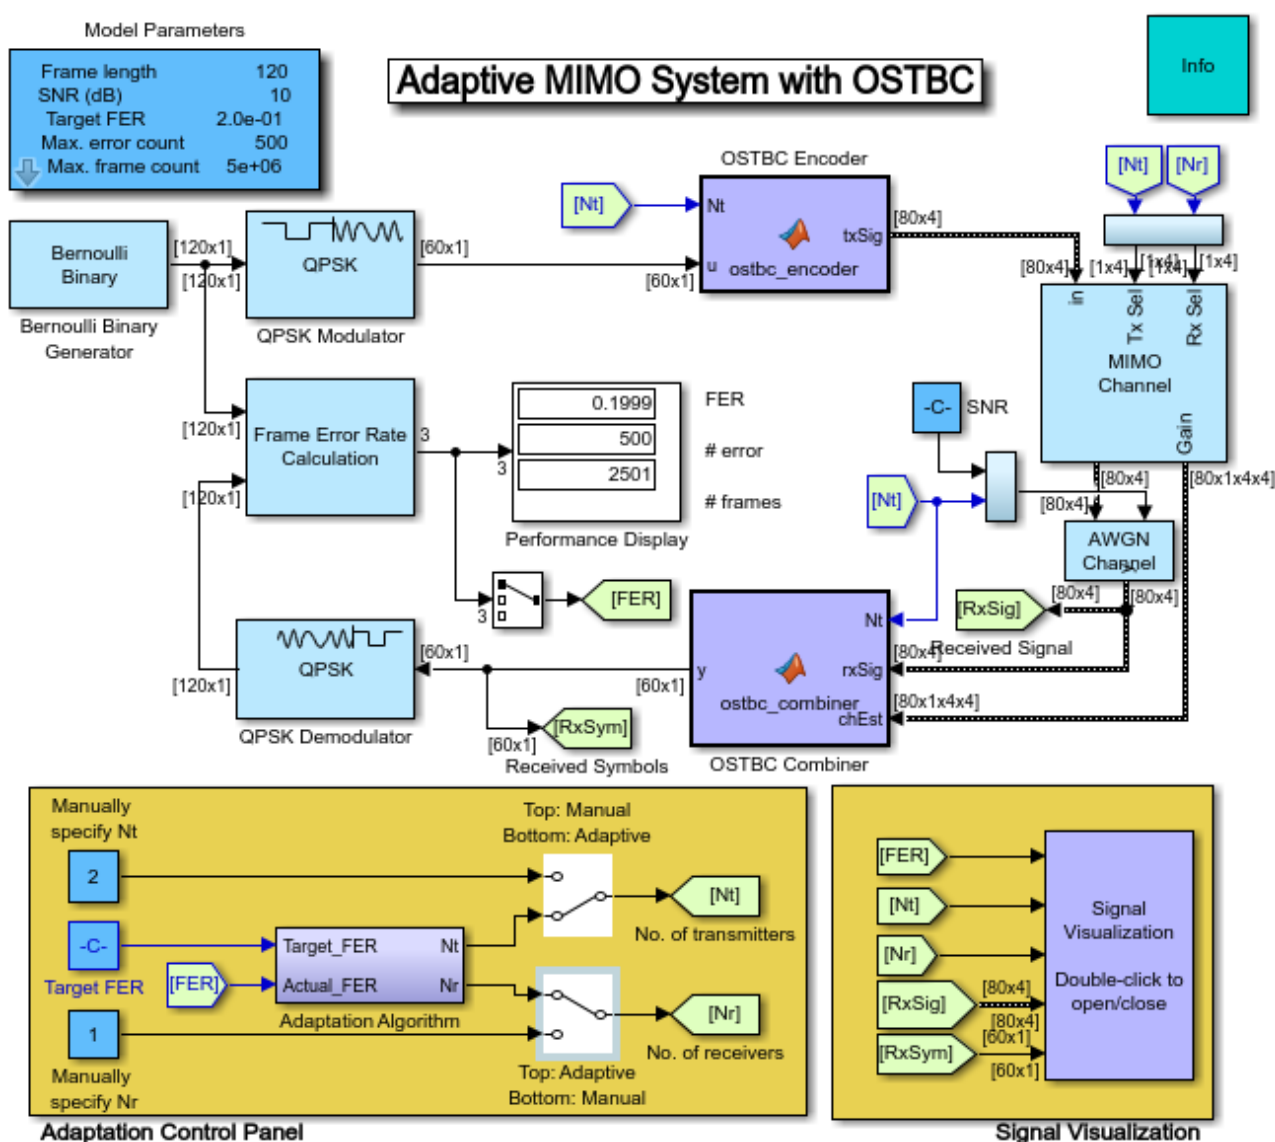 Model Parameters
Frame length 120
SNR (dB) 10
Target FER 2.0e-01
Max. error count 500
Max. frame count 5e+06
Adaptive MIMO System with OSTBC
Info
OSTBC Encoder
[Nt]
Nt
txSig
u
ostbc_encoder
[80x4]
[60x1]
[Nt]
[Nr]
[80x4]
[1x4]
[1x4]
[1x4]
[1x4]
in
Tx Sel
Rx Sel
MIMO
Channel
Gain
Bernoulli
Binary
Bernoulli Binary
Generator
[120x1]
[120x1]
QPSK
QPSK Modulator
[60x1]
[120x1]
Frame Error Rate
Calculation
[120x1]
3
3
0.1999
500
2501
FER
# error
# frames
Performance Display
-C-
SNR
[Nt]
[80x4]
[80x1x4x4]
[80x4]
AWGN
Channel
[80x4]
[80x4]
[RxSig]
Received Signal
3
[FER]
QPSK
QPSK Demodulator
[120x1]
[60x1]
[60x1]
[RxSym]
[60x1]
Received Symbols
Nt
y
rxSig
ostbc_combiner
chEst
OSTBC Combiner
[80x4]
[80x1x4x4]
Manually
specify Nt
2
-C-
Target FER
[FER]
1
Manually
specify Nr
Target_FER
Nt
Actual_FER
Nr
Adaptation Algorithm
Top: Manual
Bottom: Adaptive
[Nt]
No. of transmitters
[Nr]
No. of receivers
Top: Adaptive
Bottom: Manual
Adaptation Control Panel
[FER]
[Nt]
[Nr]
[RxSig]
[80x4]
[80x4]
[RxSym]
[60x1]
[60x1]
Signal
Visualization
Double-click to
open/close
Signal Visualization